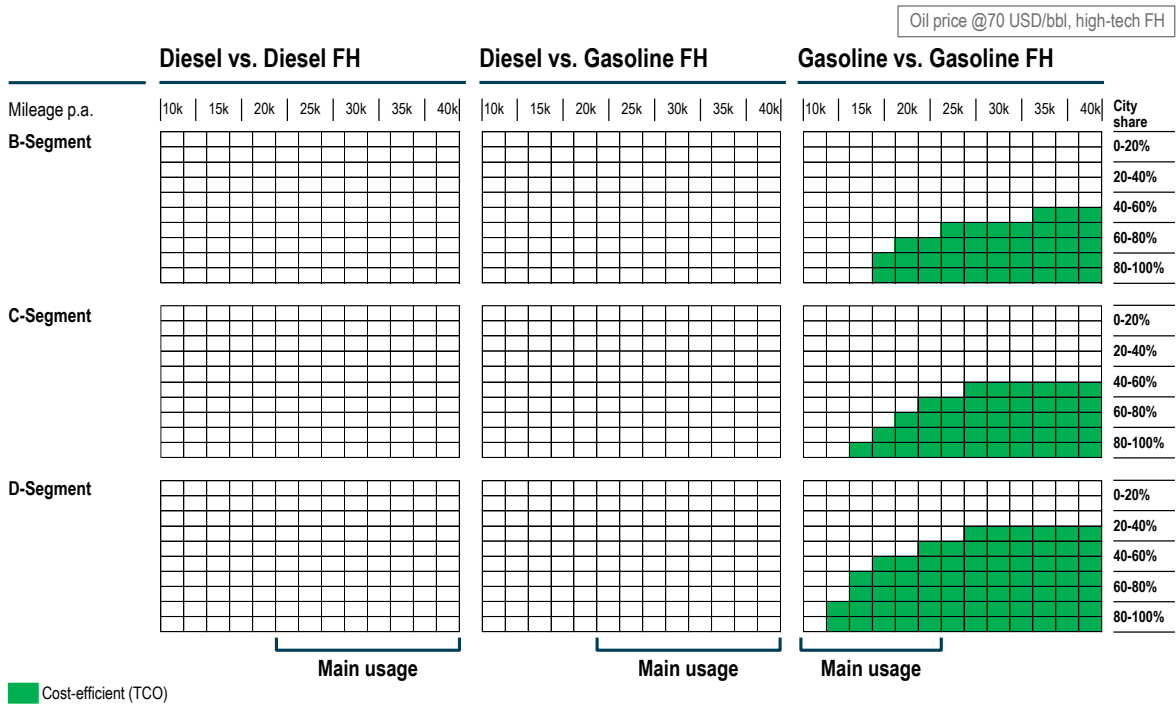 Oil price @70 USD/bbl, high-tech FH
Diesel vs. Diesel FH Diesel vs. Gasoline FH Gasoline vs. Gasoline FH
Mileage p.a. 10k 15k 20k 25k 30k 35k 40k 10k 15k 20k 25k 30k 35k 40k 10k 15k 20k 25k 30k 35k 40k City
share
B-Segment 0-20%
20-40%
40-60%
60-80%
80-100%
C-Segment 0-20%
20-40%
40-60%
60-80%
80-100%
D-Segment 0-20%
20-40%
40-60%
60-80%
80-100%
Main usage Main usage Main usage
Cost-efficient (TCO)